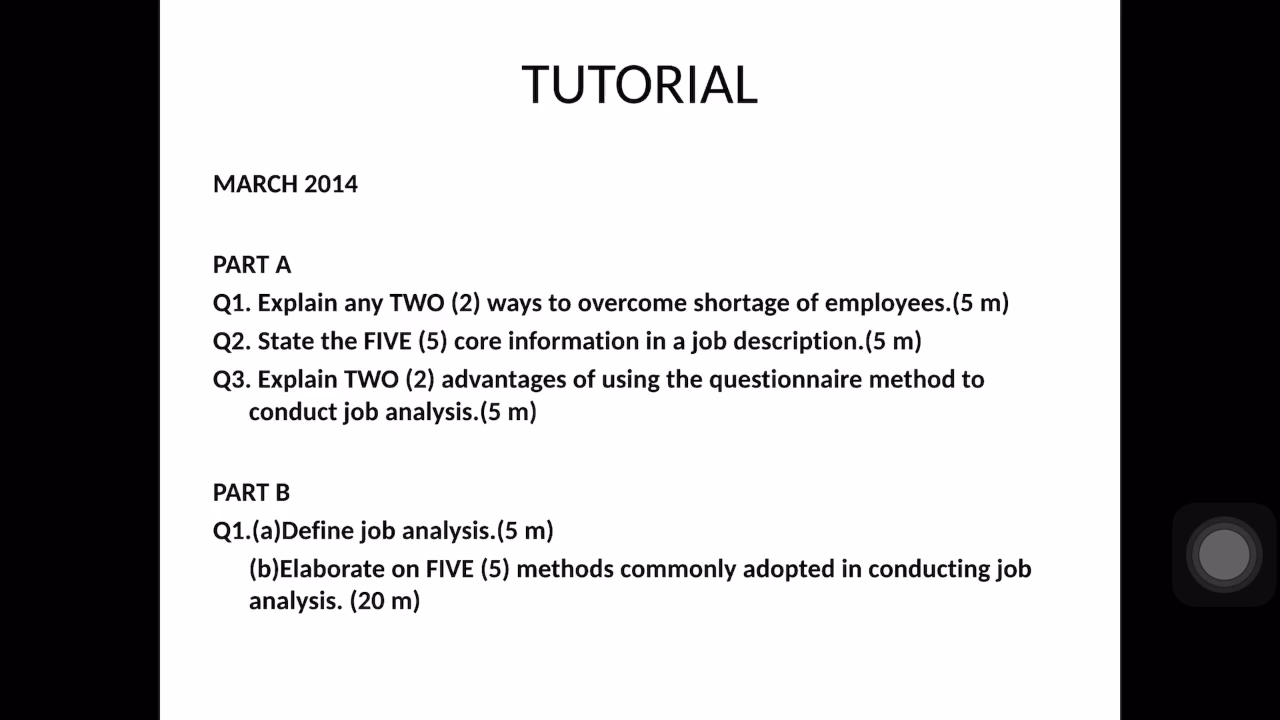 TUTORIAL
MARCH 2014
PART A
Q1. Explain any TWO (2) ways to overcome shortage of employees.(5 m)
Q2. State the FIVE (5) core information in a job description.(5 m)
Q3. Explain TWO (2) advantages of using the questionnaire method to
conduct job analysis.(5 m)
PART B
Q1.(a)Define job analysis.(5 m)
(b)Elaborate on FIVE (5) methods commonly adopted in conducting job
analysis. (20 m)